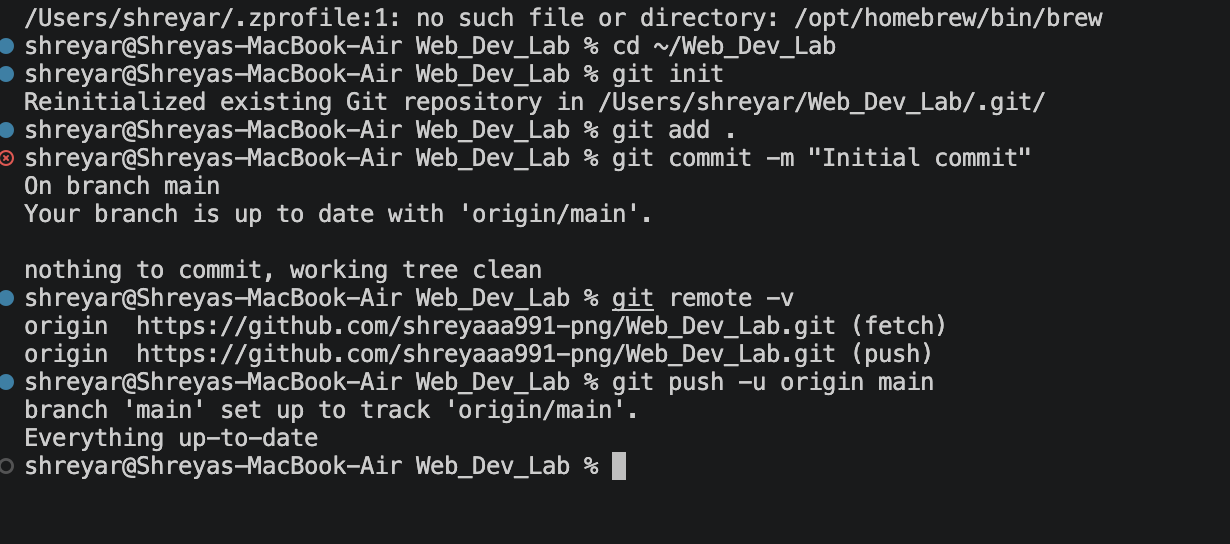 /Users/shreyar/.zprofile:1: no such file or directory: /opt/homebrew/bin/brew
shreyar@Shreyas-MacBook-Air Web_Dev_Lab % cd ~/Web_Dev_Lab
shreyar@Shreyas-MacBook-Air Web_Dev_Lab % git init
Reinitialized existing Git repository in /Users/shreyar/Web_Dev_Lab/.git/
shreyar@Shreyas-MacBook-Air Web_Dev_Lab % git add .
shreyar@Shreyas-MacBook-Air Web_Dev_Lab % git commit -m "Initial commit"
On branch main
Your branch is up to date with 'origin/main'.

nothing to commit, working tree clean
shreyar@Shreyas-MacBook-Air Web_Dev_Lab % git remote -v
origin  https://github.com/shreyaaa991-png/Web_Dev_Lab.git (fetch)
origin  https://github.com/shreyaaa991-png/Web_Dev_Lab.git (push)
shreyar@Shreyas-MacBook-Air Web_Dev_Lab % git push -u origin main
branch 'main' set up to track 'origin/main'.
Everything up-to-date
shreyar@Shreyas-MacBook-Air Web_Dev_Lab %